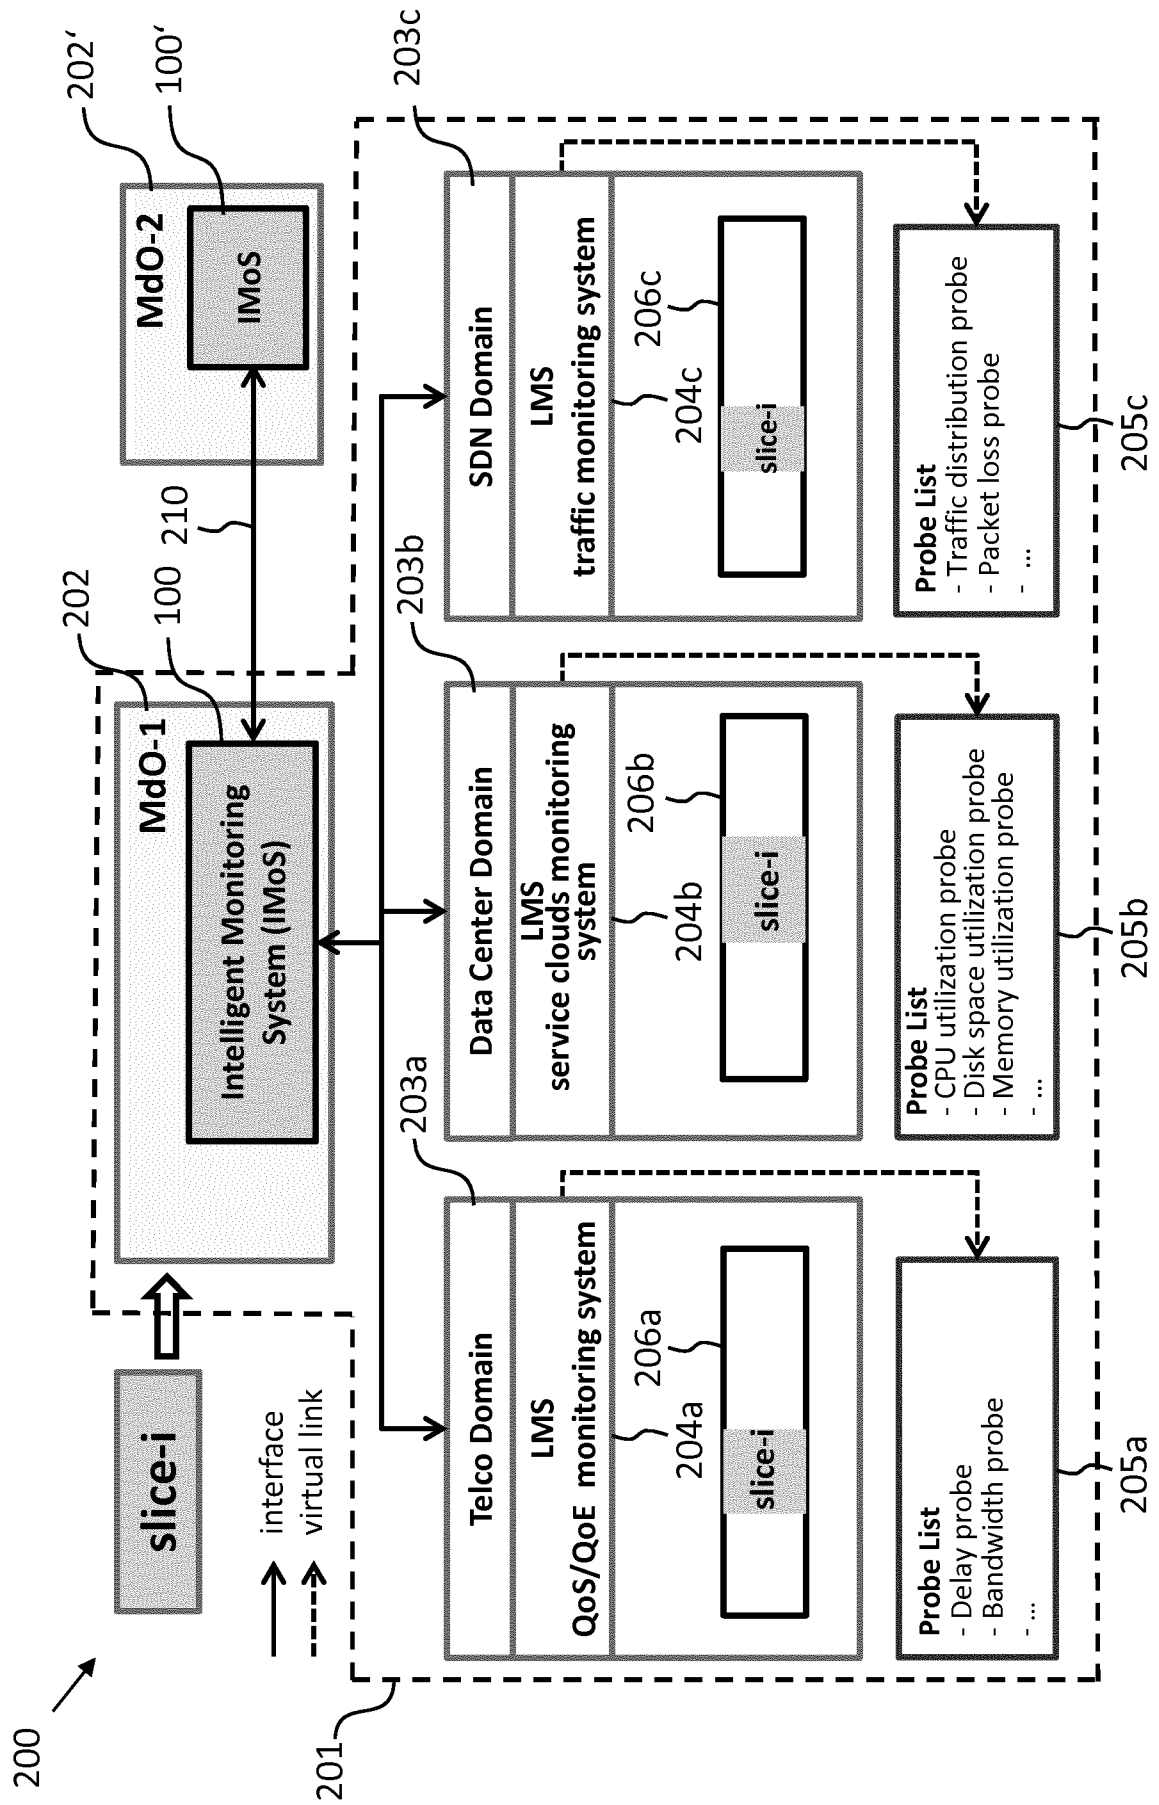 200
slice-i
interface
virtual link
201
202
MdO-1
100
Intelligent Monitoring
System (IMoS)
210
202‘
MdO-2
100‘
IMoS
203a
Telco Domain
LMS
QoS/QoE monitoring system
204a
206a
slice-i
Probe List
- Delay probe
- Bandwidth probe
- ...
205a
203b
Data Center Domain
LMS
service clouds monitoring
system
204b
206b
slice-i
Probe List
- CPU utilization probe
- Disk space utilization probe
- Memory utilization probe
- ...
205b
203c
SDN Domain
LMS
traffic monitoring system
204c
206c
slice-i
Probe List
- Traffic distribution probe
- Packet loss probe
- ...
205c